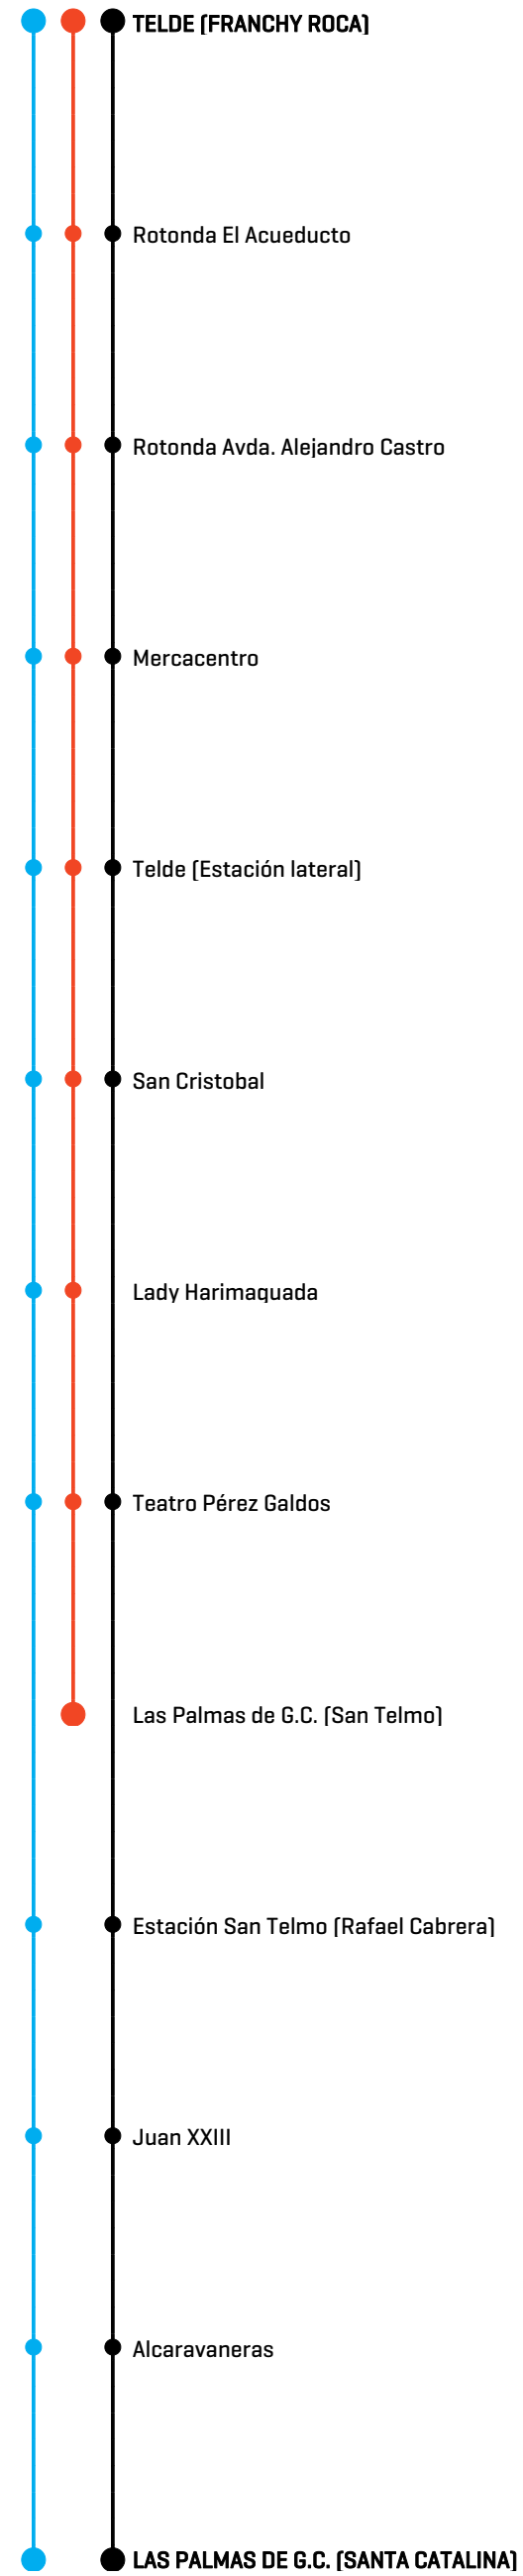 TELDE (FRANCHY ROCA)
Rotonda El Acueducto
Rotonda Avda. Alejandro Castro
Mercacentro
Telde (Estación lateral)
San Cristobal
Lady Harimaguada
Teatro Pérez Galdos
Las Palmas de G.C. (San Telmo)
Estación San Telmo (Rafael Cabrera)
Juan XXIII
Alcaravaneras
LAS PALMAS DE G.C. (SANTA CATALINA)